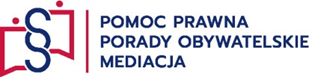 §
POMOC PRAWNA
PORADY OBYWATELSKIE
MEDIACJA